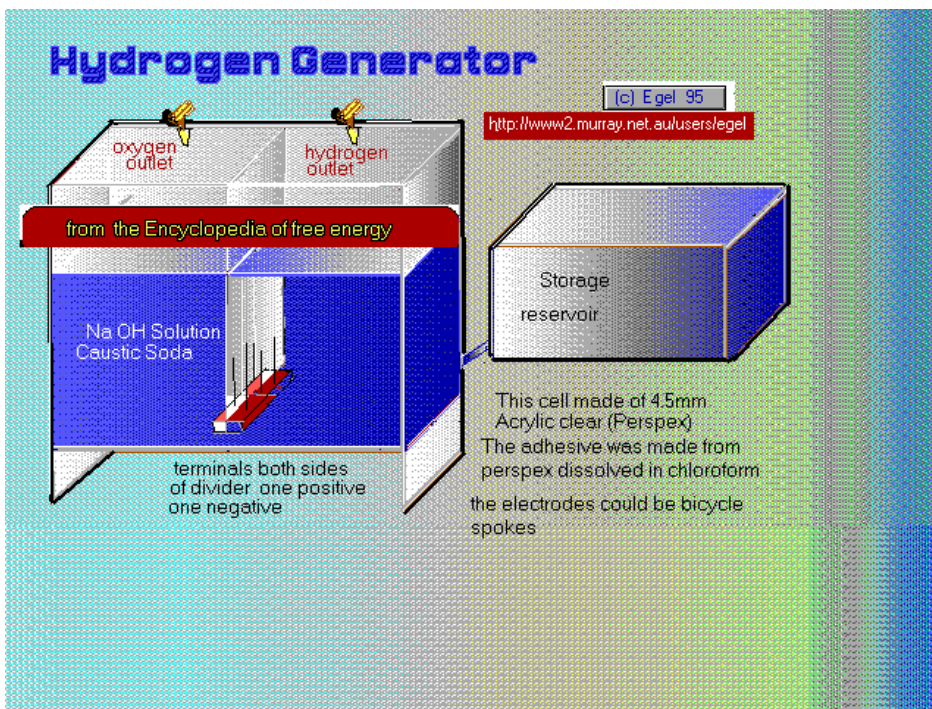 Hydrogen Generator
(c) Egel 95
http://www2.murray.net.au/users/egel
oxygen
outlet
hydrogen
outlet
from the Encyclopedia of free energy
Storage
reservoir
Na OH Solution
Caustic Soda
This cell made of 4.5mm
Acrylic clear (Perspex)
The adhesive was made from
perspex dissolved in chloroform
the electrodes could be bicycle
spokes
terminals both sides
of divider one positive
one negative